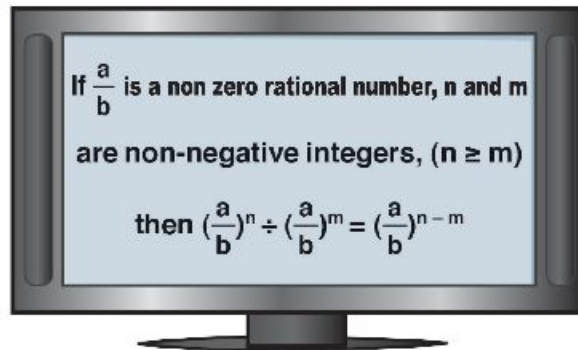 If a/b is a non zero rational number, n and m
are non-negative integers, (n ≥ m)
then (a/b)ⁿ ÷ (a/b)ᵐ = (a/b)ⁿ⁻ᵐ